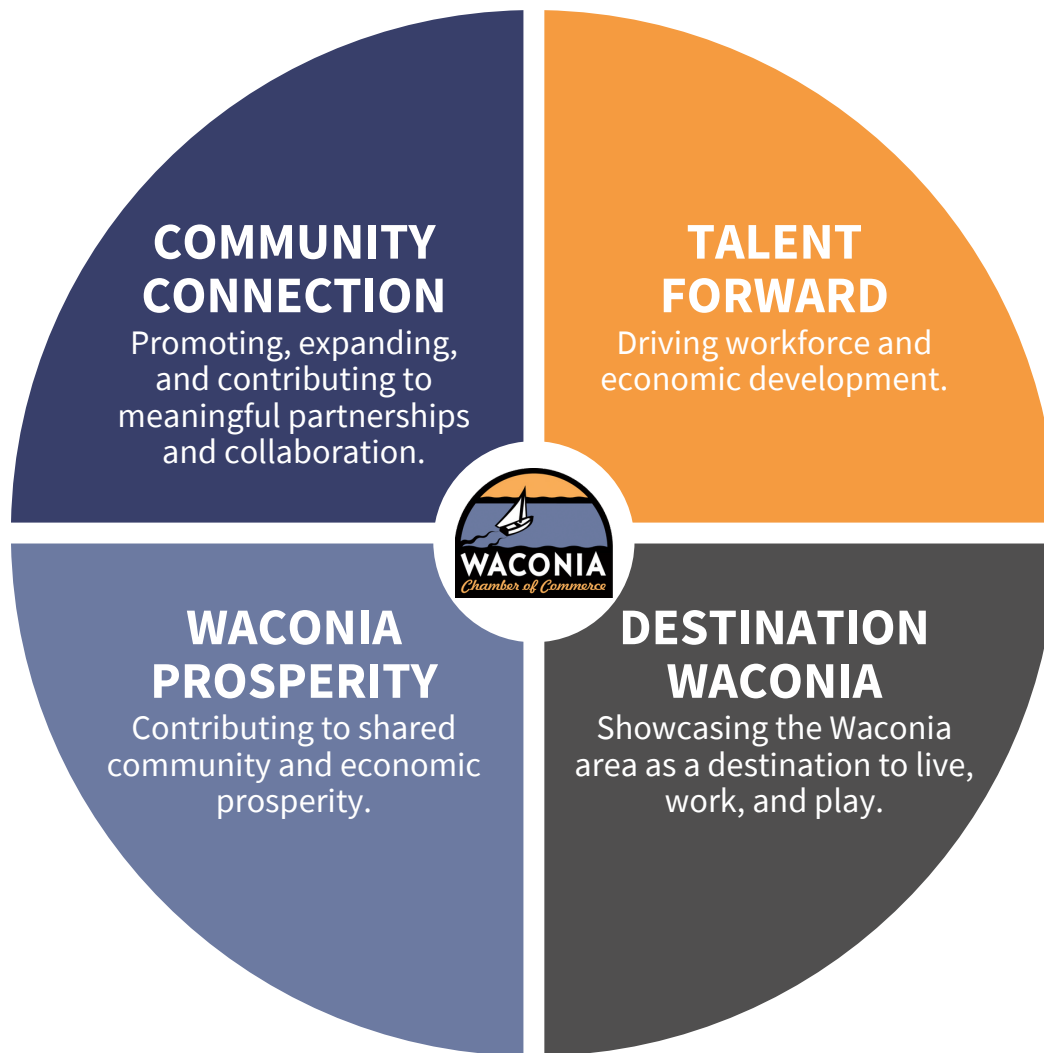 COMMUNITY
CONNECTION
Promoting, expanding,
and contributing to
meaningful partnerships
and collaboration.
TALENT
FORWARD
Driving workforce and
economic development.
WACONIA
Chamber of Commerce
WACONIA
PROSPERITY
Contributing to shared
community and economic
prosperity.
DESTINATION
WACONIA
Showcasing the Waconia
area as a destination to live,
work, and play.